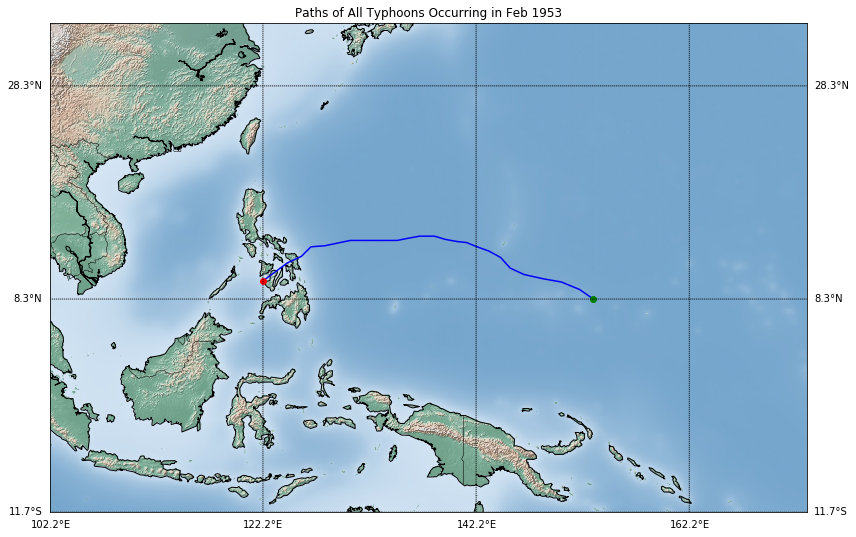 Paths of All Typhoons Occurring in Feb 1953
28.3°N 28.3°N
8.3°N 8.3°N
11.7°S 11.7°S
102.2°E 122.2°E 142.2°E 162.2°E